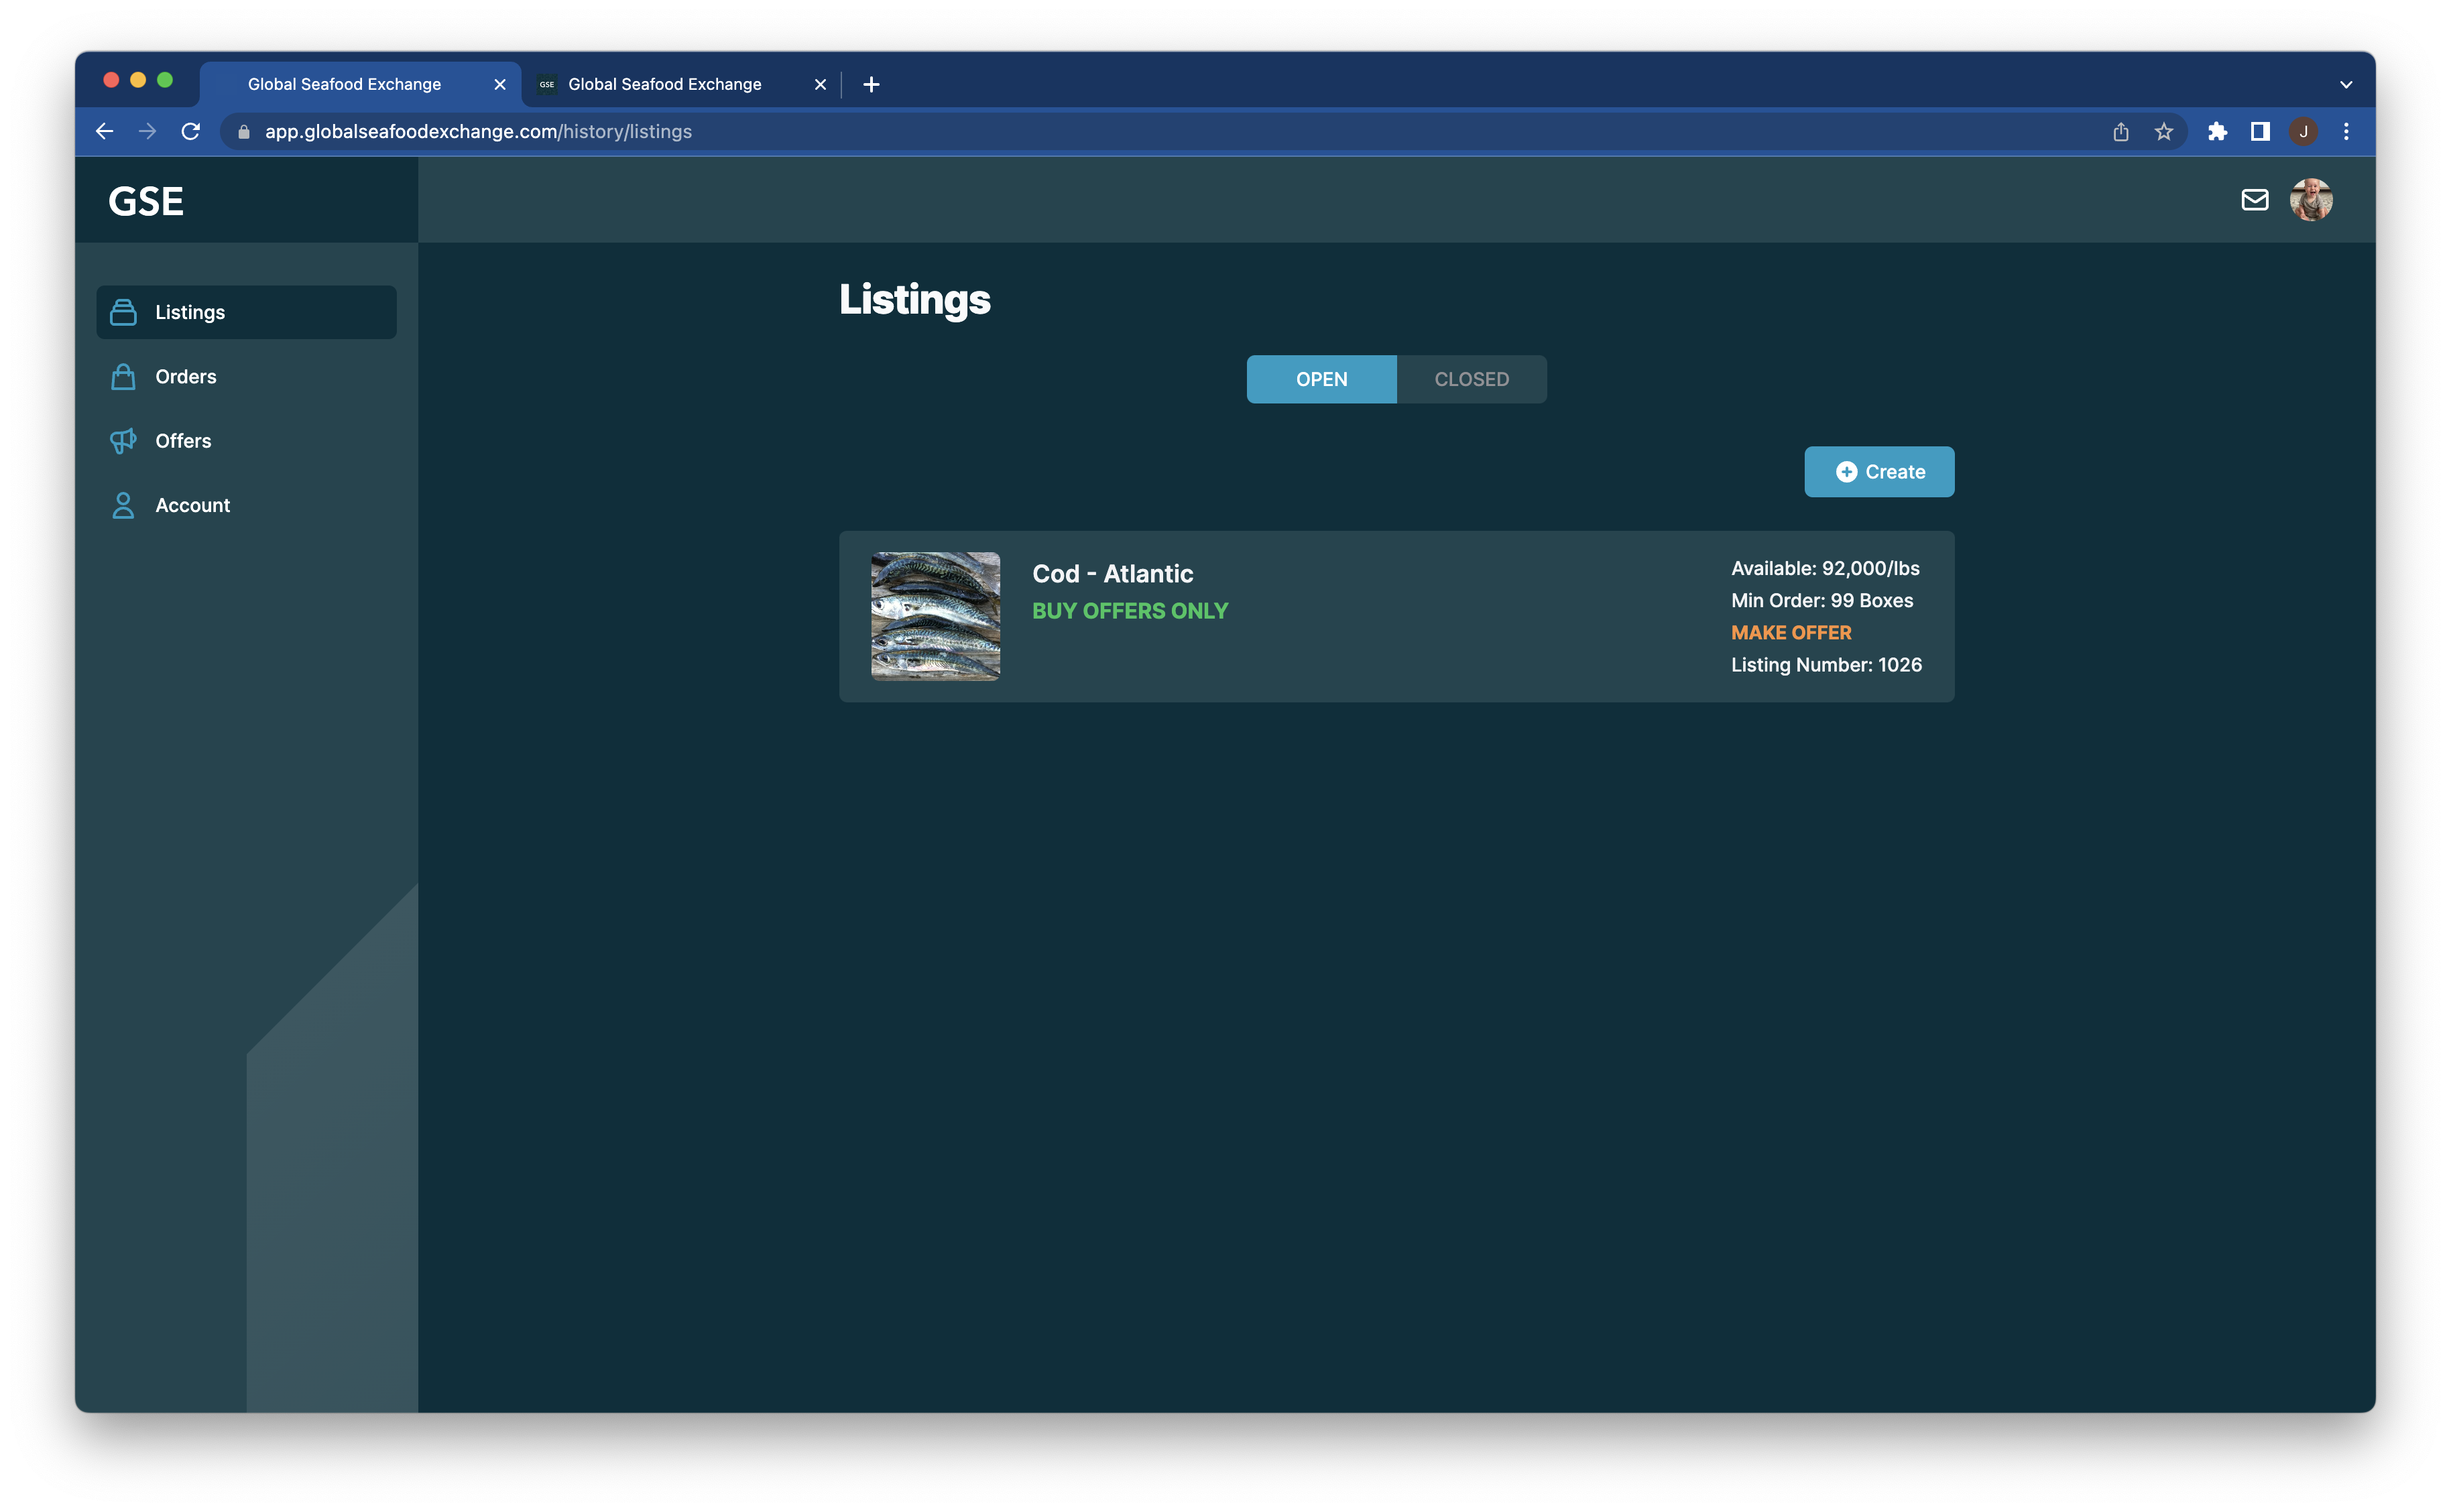 Global Seafood Exchange
GSE Global Seafood Exchange
app.globalseafoodexchange.com/history/listings
J
GSE
Listings
Orders
Offers
Account
Listings
OPEN CLOSED
Create
Cod - Atlantic
BUY OFFERS ONLY
Available: 92,000/lbs
Min Order: 99 Boxes
MAKE OFFER
Listing Number: 1026